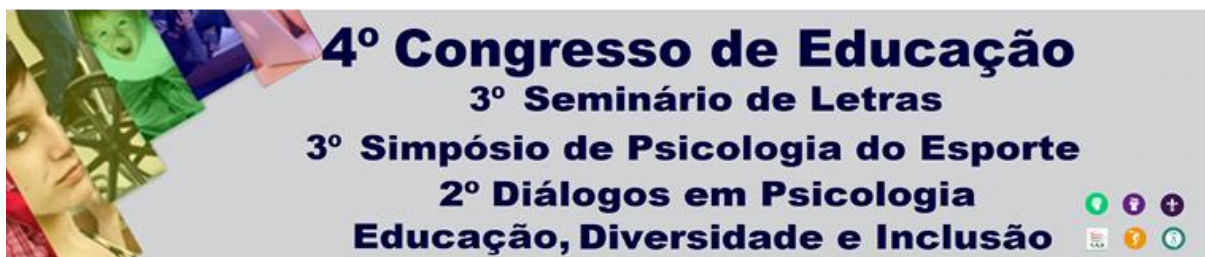 4º Congresso de Educação
3º Seminário de Letras
3º Simpósio de Psicologia do Esporte
2º Diálogos em Psicologia
Educação, Diversidade e Inclusão